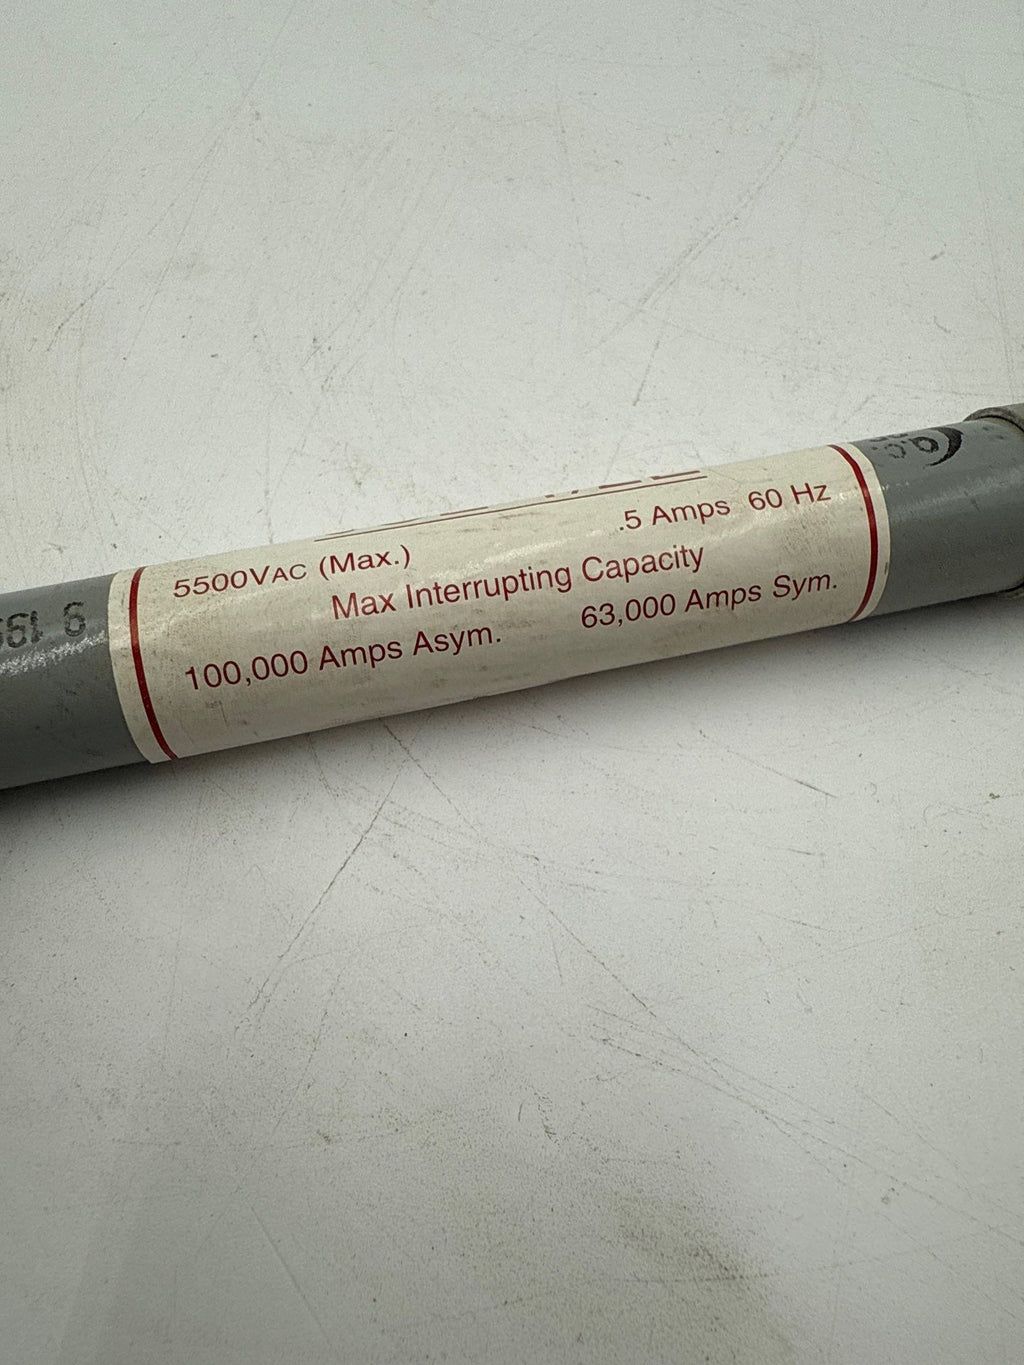 5500VAC (Max.) .5 Amps 60 Hz
Max Interrupting Capacity
100,000 Amps Asym. 63,000 Amps Sym.